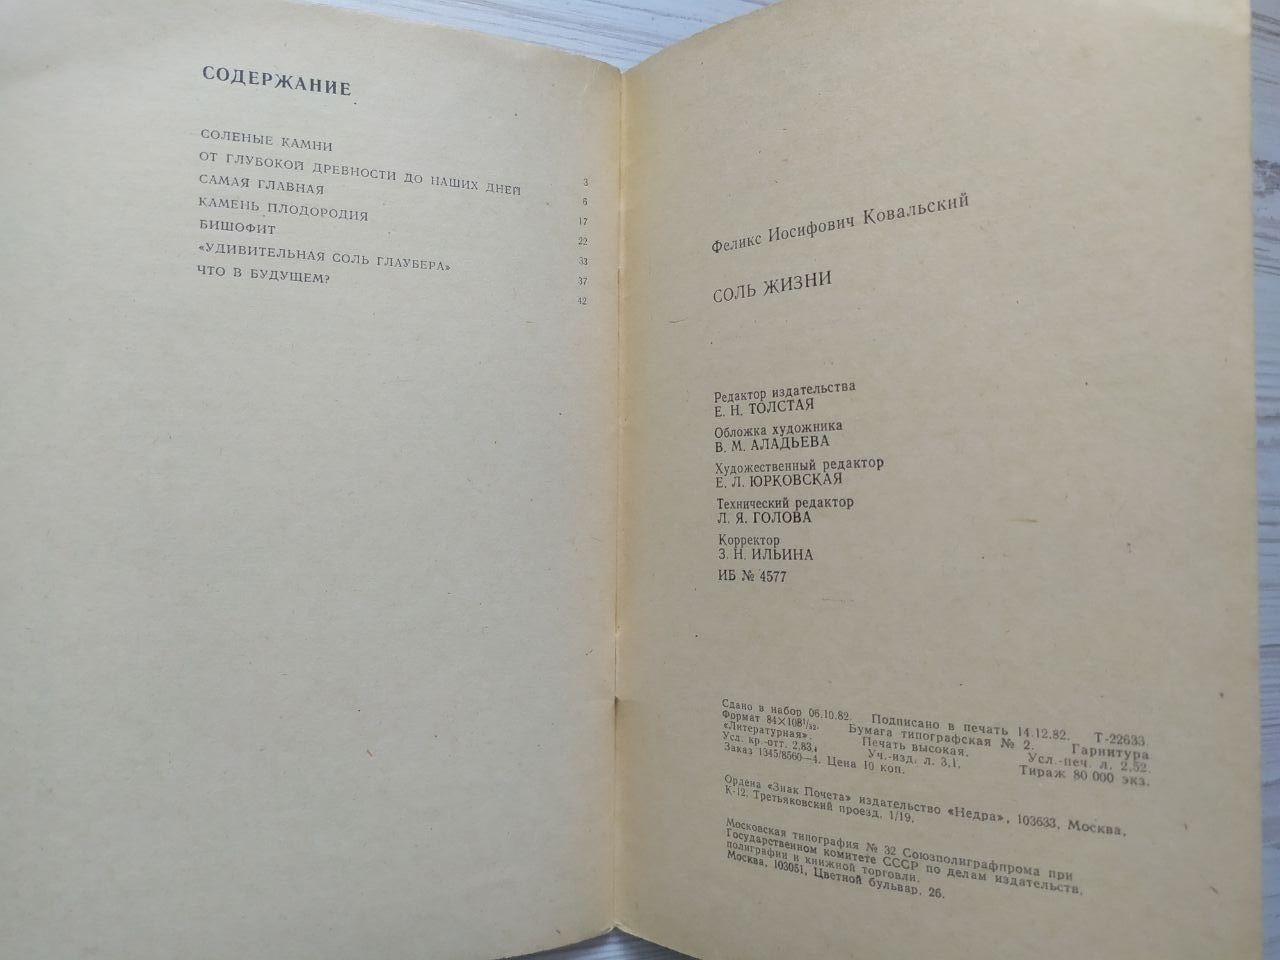 СОДЕРЖАНИЕ
СОЛЕНЫЕ КАМНИ 3
ОТ ГЛУБОКОЙ ДРЕВНОСТИ ДО НАШИХ ДНЕЙ 6
САМАЯ ГЛАВНАЯ 17
КАМЕНЬ ПЛОДОРОДИЯ 22
БИШОФИТ 33
«УДИВИТЕЛЬНАЯ СОЛЬ ГЛАУБЕРА» 37
ЧТО В БУДУЩЕМ? 42
Феликс Иосифович Ковальский
СОЛЬ ЖИЗНИ
Редактор издательства
Е. Н. ТОЛСТАЯ
Обложка художника
В. М. АЛАДЬЕВА
Художественный редактор
Е. Л. ЮРКОВСКАЯ
Технический редактор
Л. Я. ГОЛОВА
Корректор
З. Н. ИЛЬИНА
ИБ № 4577
Сдано в набор 06.10.82. Подписано в печать 14.12.82. Т-22633.
Формат 84×108¹/₃₂. Бумага типографская № 2. Гарнитура
«Литературная». Печать высокая. Усл.-печ. л. 2,52.
Усл. кр.-отт. 2,83. Уч.-изд. л. 3,1. Тираж 80 000 экз.
Заказ 1345/8560—4. Цена 10 коп.
Ордена «Знак Почета» издательство «Недра», 103633, Москва,
К-12, Третьяковский проезд, 1/19.
Московская типография № 32 Союзполиграфпрома при
Государственном комитете СССР по делам издательств,
полиграфии и книжной торговли.
Москва, 103051, Цветной бульвар, 26.